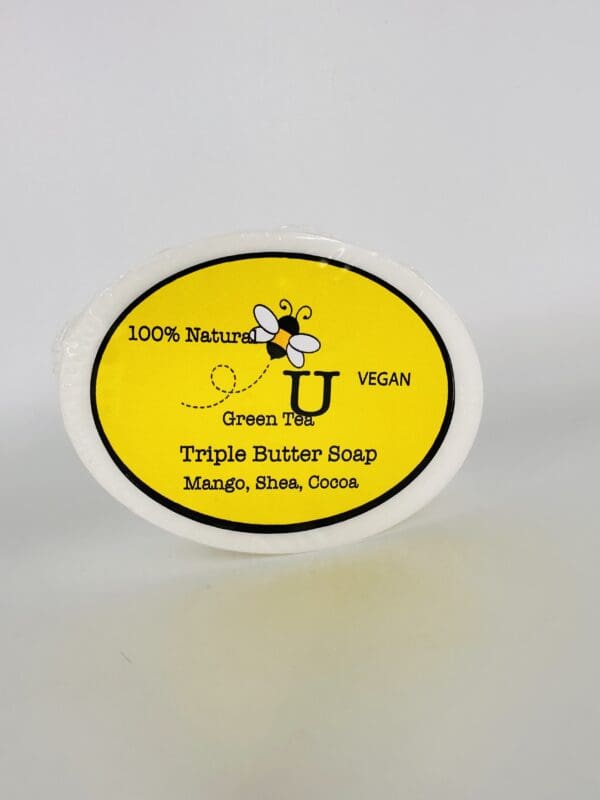 100% Natural
U
VEGAN
Green Tea
Triple Butter Soap
Mango, Shea, Cocoa